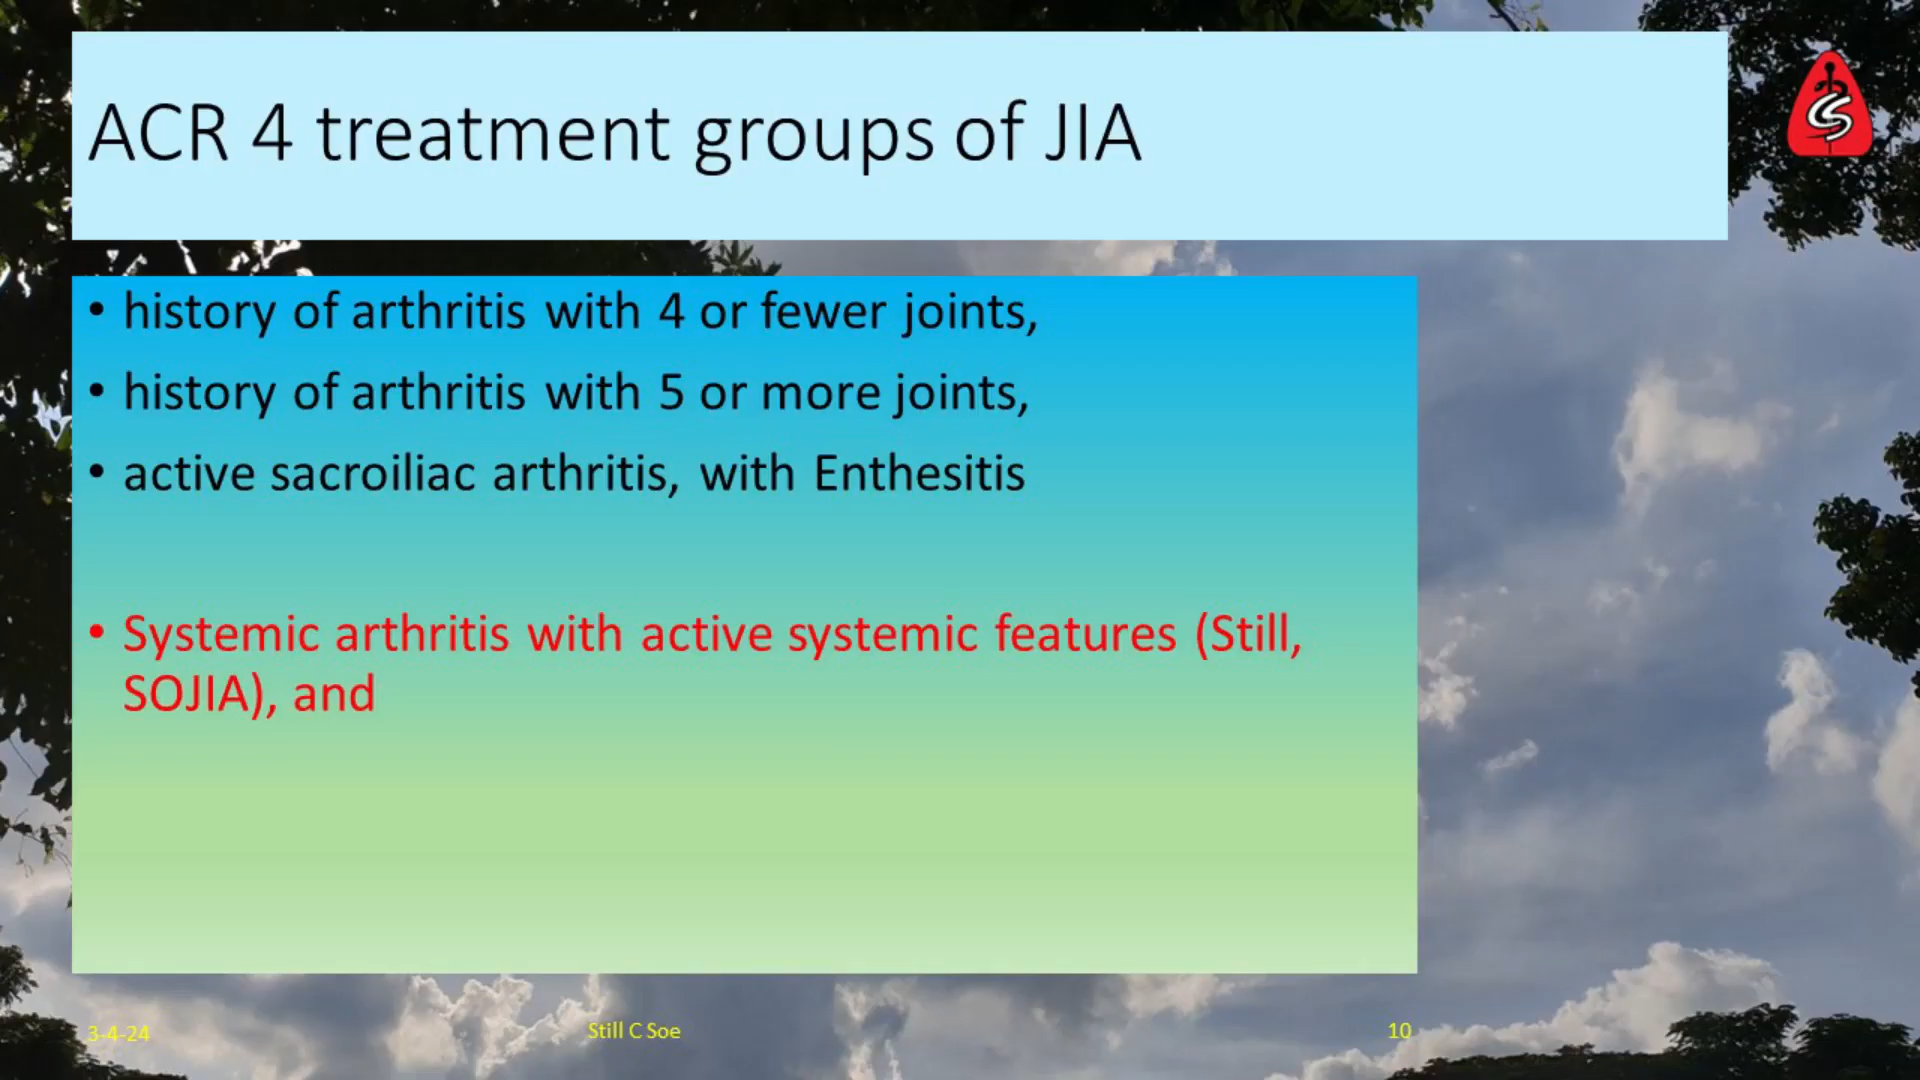 ACR 4 treatment groups of JIA
CS
• history of arthritis with 4 or fewer joints,
• history of arthritis with 5 or more joints,
• active sacroiliac arthritis, with Enthesitis
• Systemic arthritis with active systemic features (Still,
SOJIA), and
3-4-24
Still C Soe
10